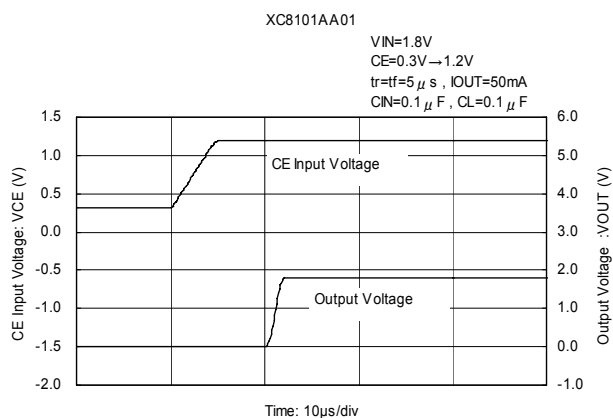 XC8101AA01
VIN=1.8V
CE=0.3V→1.2V
tr=tf=5μs , IOUT=50mA
CIN=0.1μF , CL=0.1μF
CE Input Voltage: VCE (V)
1.5
1.0
0.5
0.0
-0.5
-1.0
-1.5
-2.0
CE Input Voltage
Output Voltage
6.0
5.0
4.0
3.0
2.0
1.0
0.0
-1.0
Output Voltage :VOUT (V)
Time: 10μs/div